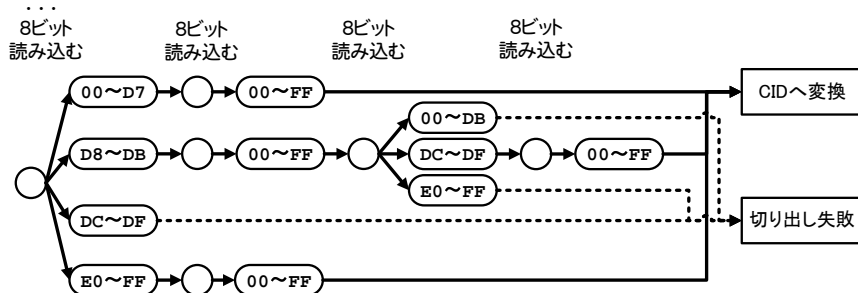 ...
8ビット
読み込む
8ビット
読み込む
8ビット
読み込む
8ビット
読み込む
00～D7
00～FF
CIDへ変換
00～DB
D8～DB
00～FF
DC～DF
00～FF
E0～FF
DC～DF
切り出し失敗
E0～FF
00～FF